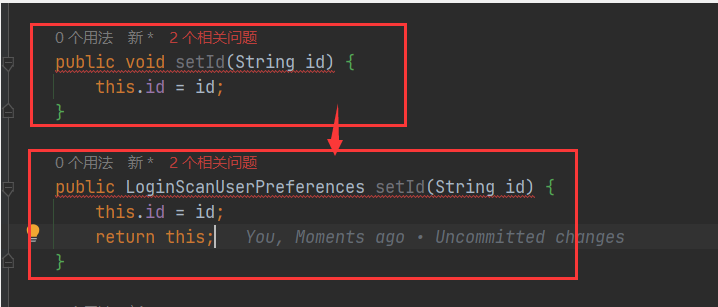 0 个用法 新 * 2 个相关问题
public void setId(String id) {
this.id = id;
}
0 个用法 新 * 2 个相关问题
public LoginScanUserPreferences setId(String id) {
this.id = id;
return this; You, Moments ago • Uncommitted changes
}